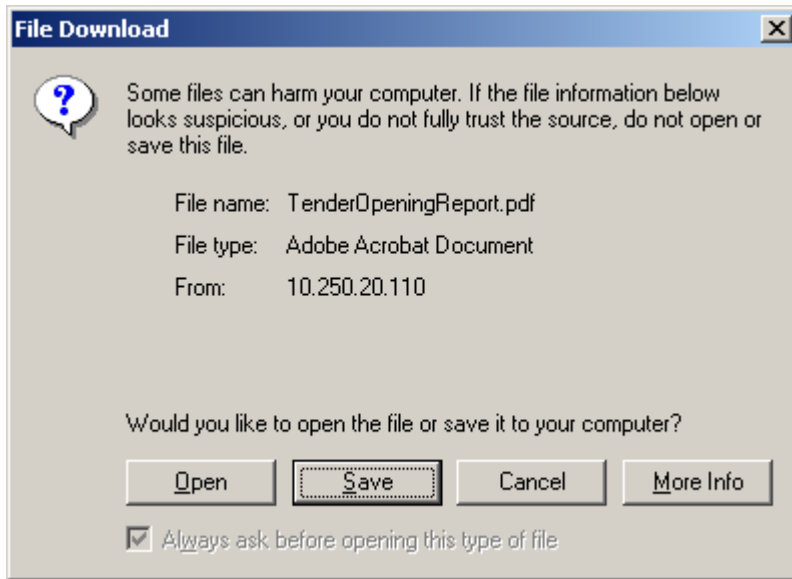 File Download
Some files can harm your computer. If the file information below
looks suspicious, or you do not fully trust the source, do not open or
save this file.
File name: TenderOpeningReport.pdf
File type: Adobe Acrobat Document
From: 10.250.20.110
Would you like to open the file or save it to your computer?
Open Save Cancel More Info
Always ask before opening this type of file